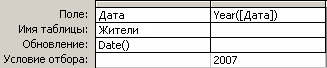 Поле: Дата Year([Дата])
Имя таблицы: Жители
Обновление: Date()
Условие отбора: 2007